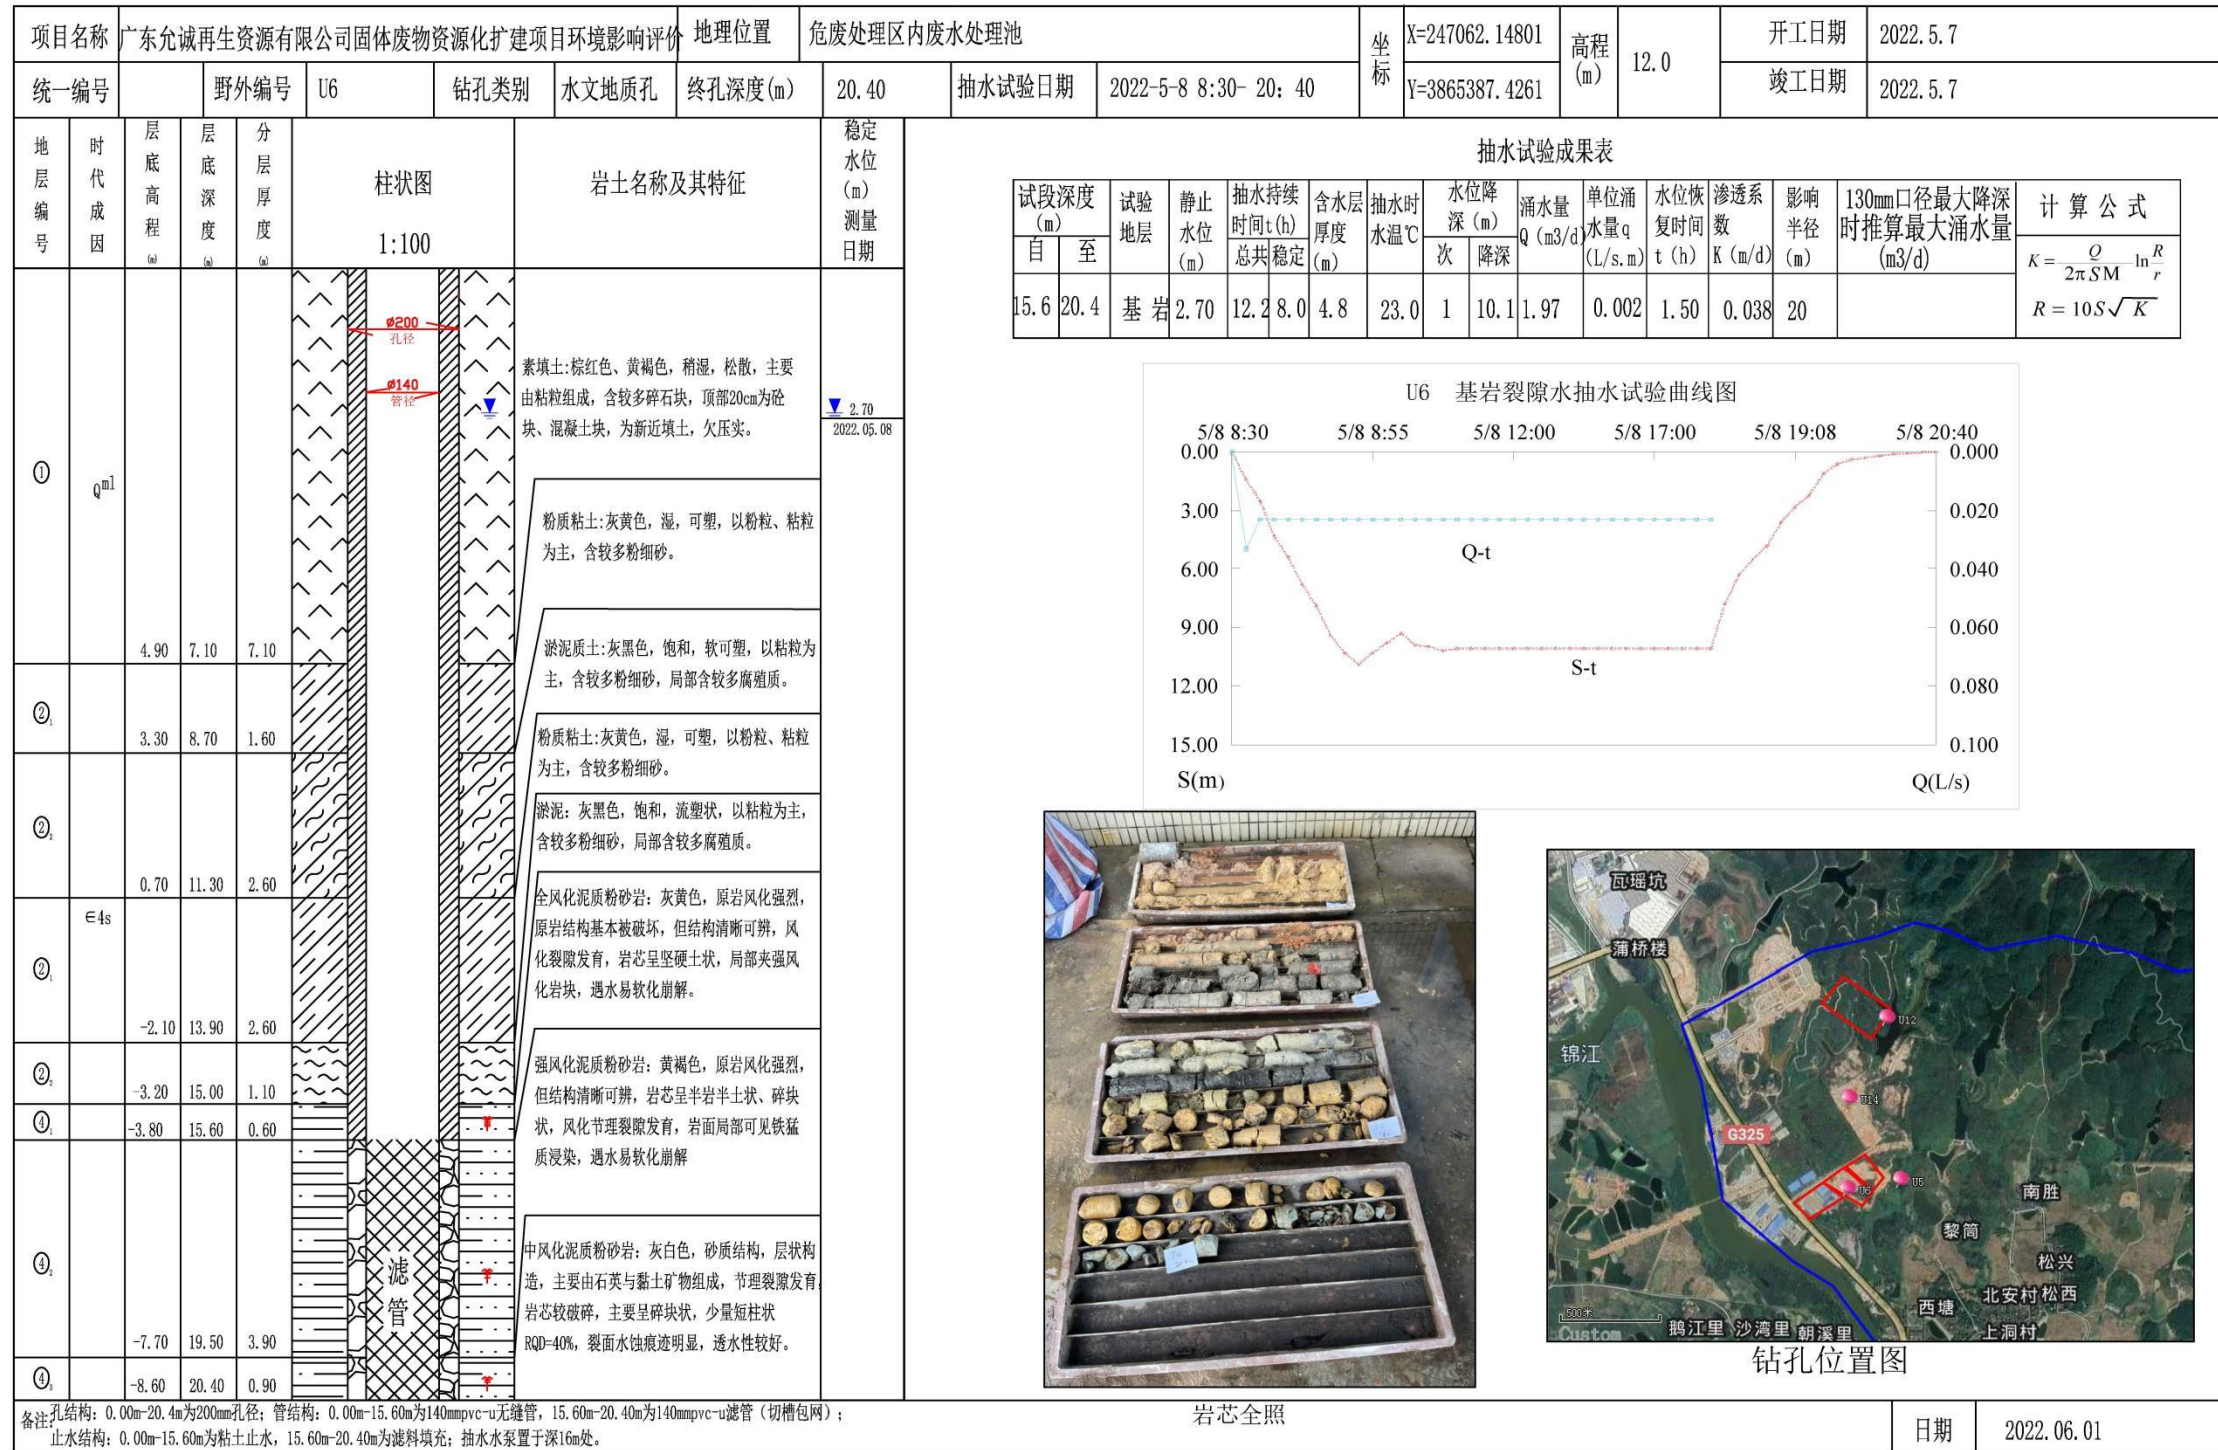 项目名称 广东允诚再生资源有限公司固体废物资源化扩建项目环境影响评价 地理位置 危废处理区内废水处理池 坐标 X=247062.14801 高程(m) 12.0 开工日期 2022.5.7
Y=3865387.4261 竣工日期 2022.5.7
统一编号 野外编号 U6 钻孔类别 水文地质孔 终孔深度(m) 20.40 抽水试验日期 2022-5-8 8:30- 20: 40
地层编号 时代成因 层底高程(m) 层底深度(m) 分层厚度(m) 柱状图 1:100 岩土名称及其特征 稳定水位(m)测量日期
① Q ml 4.90 7.10 7.10
②1 3.30 8.70 1.60
②2 0.70 11.30 2.60
∈4s
②1 -2.10 13.90 2.60
②2 -3.20 15.00 1.10
④1 -3.80 15.60 0.60
④2 -7.70 19.50 3.90
④3 -8.60 20.40 0.90
ø200
孔径
ø140
管径
滤
管
素填土:棕红色、黄褐色, 稍湿, 松散, 主要
由粘粒组成, 含较多碎石块, 顶部20cm为砼
块、混凝土块, 为新近填土, 欠压实。
粉质粘土:灰黄色, 湿, 可塑, 以粉粒、粘粒
为主, 含较多粉细砂。
淤泥质土:灰黑色, 饱和, 软可塑, 以粘粒为
主, 含较多粉细砂, 局部含较多腐殖质。
粉质粘土:灰黄色, 湿, 可塑, 以粉粒、粘粒
为主, 含较多粉细砂。
淤泥: 灰黑色, 饱和, 流塑状, 以粘粒为主,
含较多粉细砂, 局部含较多腐殖质。
全风化泥质粉砂岩: 灰黄色, 原岩风化强烈,
原岩结构基本被破坏, 但结构清晰可辨, 风
化裂隙发育, 岩芯呈坚硬土状, 局部夹强风
化岩块, 遇水易软化崩解。
强风化泥质粉砂岩: 黄褐色, 原岩风化强烈,
但结构清晰可辨, 岩芯呈半岩半土状、碎块
状, 风化节理裂隙发育, 岩面局部可见铁猛
质浸染, 遇水易软化崩解
中风化泥质粉砂岩: 灰白色, 砂质结构, 层状构
造, 主要由石英与黏土矿物组成, 节理裂隙发育,
岩芯较破碎, 主要呈碎块状, 少量短柱状
RQD=40%, 裂面水蚀痕迹明显, 透水性较好。
2.70
2022.05.08
抽水试验成果表
试段深度(m) 自 至 试验地层 静止水位(m) 抽水持续时间t(h) 总共 稳定 含水层厚度(m) 抽水时水温℃ 水位降深(m) 次 降深 涌水量Q (m3/d) 单位涌水量q (L/s.m) 水位恢复时间t (h) 渗透系数K (m/d) 影响半径(m) 130mm口径最大降深时推算最大涌水量(m3/d) 计 算 公 式
15.6 20.4 基 岩 2.70 12.2 8.0 4.8 23.0 1 10.1 1.97 0.002 1.50 0.038 20
K = Q / 2π SM ln R / r
R = 10S√K
U6 基岩裂隙水抽水试验曲线图
5/8 8:30 5/8 8:55 5/8 12:00 5/8 17:00 5/8 19:08 5/8 20:40
0.00 0.000
3.00 0.020
Q-t
6.00 0.040
9.00 0.060
S-t
12.00 0.080
15.00 0.100
S(m) Q(L/s)
岩芯全照
瓦瑶坑
蒲桥楼
锦江
U12
U14
G325
U6
U5
南胜
黎筒
松兴
北安村 松西
西塘
鹅江里 沙湾里 朝溪里 上洞村
500米
Custom
钻孔位置图
备注: 孔结构: 0.00m-20.4m为200mm孔径; 管结构: 0.00m-15.60m为140mmpvc-u无缝管, 15.60m-20.40m为140mmpvc-u滤管 (切槽包网) ;
止水结构: 0.00m-15.60m为粘土止水, 15.60m-20.40m为滤料填充; 抽水水泵置于深16m处。
日期 2022.06.01